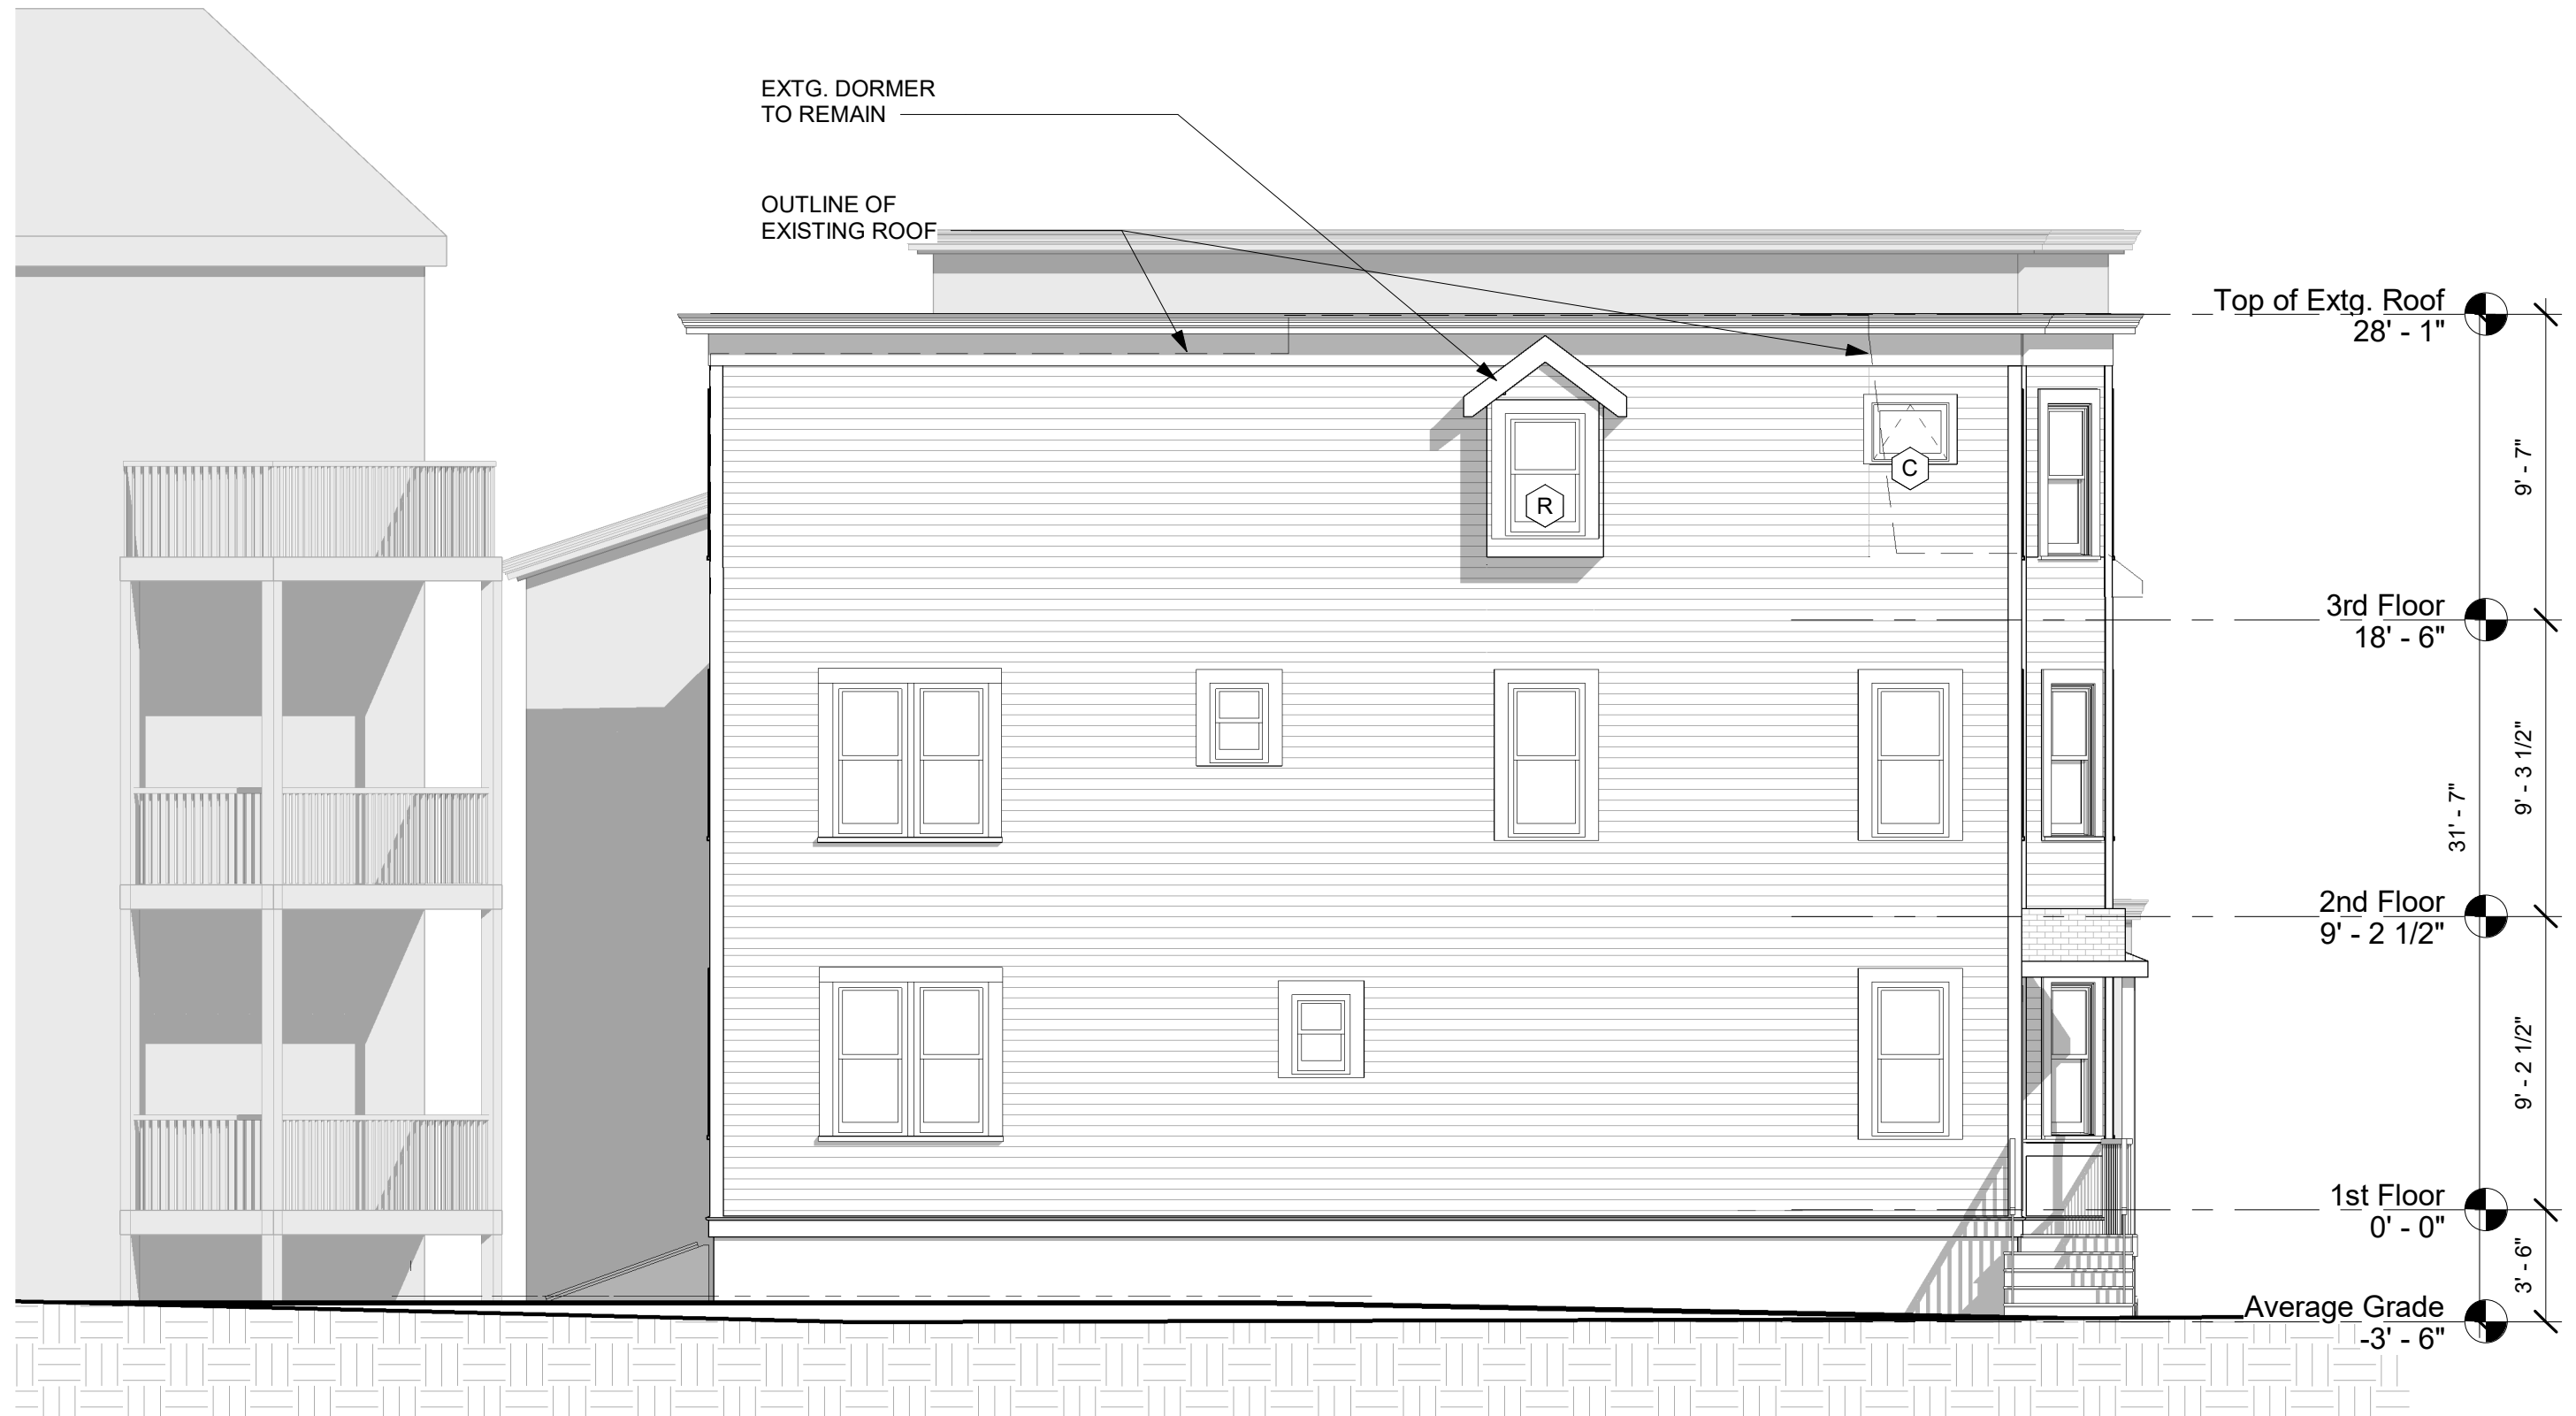 EXTG. DORMER
TO REMAIN
OUTLINE OF
EXISTING ROOF
R
C
Top of Extg. Roof
28' - 1"
9' - 7"
3rd Floor
18' - 6"
9' - 3 1/2"
31' - 7"
2nd Floor
9' - 2 1/2"
9' - 2 1/2"
1st Floor
0' - 0"
3' - 6"
Average Grade
-3' - 6"